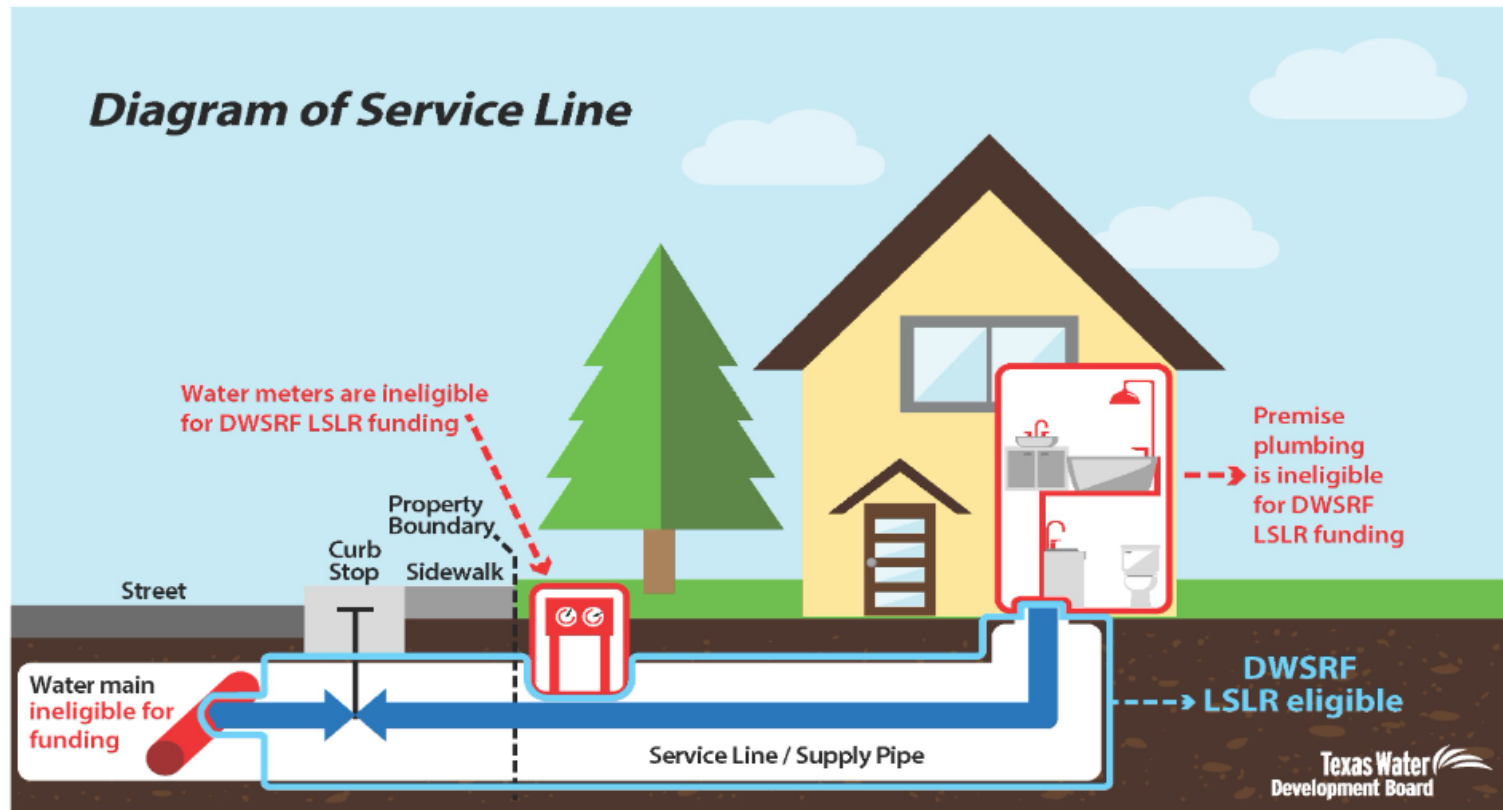 Diagram of Service Line
Water meters are ineligible
for DWSRF LSLR funding
Premise
plumbing
is ineligible
for DWSRF
LSLR funding
Property
Boundary
Curb
Stop
Sidewalk
Street
Water main
ineligible for
funding
DWSRF
LSLR eligible
Service Line / Supply Pipe
Texas Water
Development Board